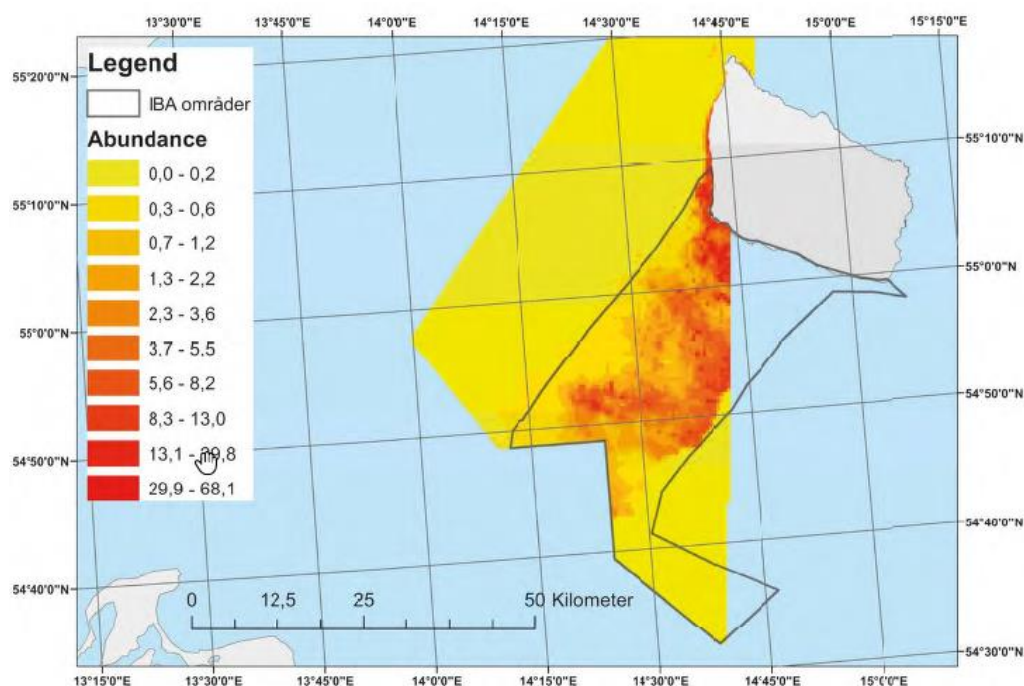 13°30'0"E 13°45'0"E 14°00'0"E 14°15'0"E 14°30'0"E 14°45'0"E 15°0'0"E 15°15'0"E
Legend
IBA områder
Abundance
0,0 - 0,2
0,3 - 0,6
0,7 - 1,2
1,3 - 2,2
2,3 - 3,6
3,7 - 5,5
5,6 - 8,2
8,3 - 13,0
13,1 - 9,8
29,9 - 68,1
55°20'0"N
55°10'0"N
55°0'0"N
54°50'0"N
54°40'0"N
55°10'0"N
55°0'0"N
54°50'0"N
54°40'0"N
54°30'0"N
0 12,5 25 50 Kilometer
13°15'0"E 13°30'0"E 14°00'0"E 14°15'0"E 14°30'0"E 14°45'0"E 15°0'0"E